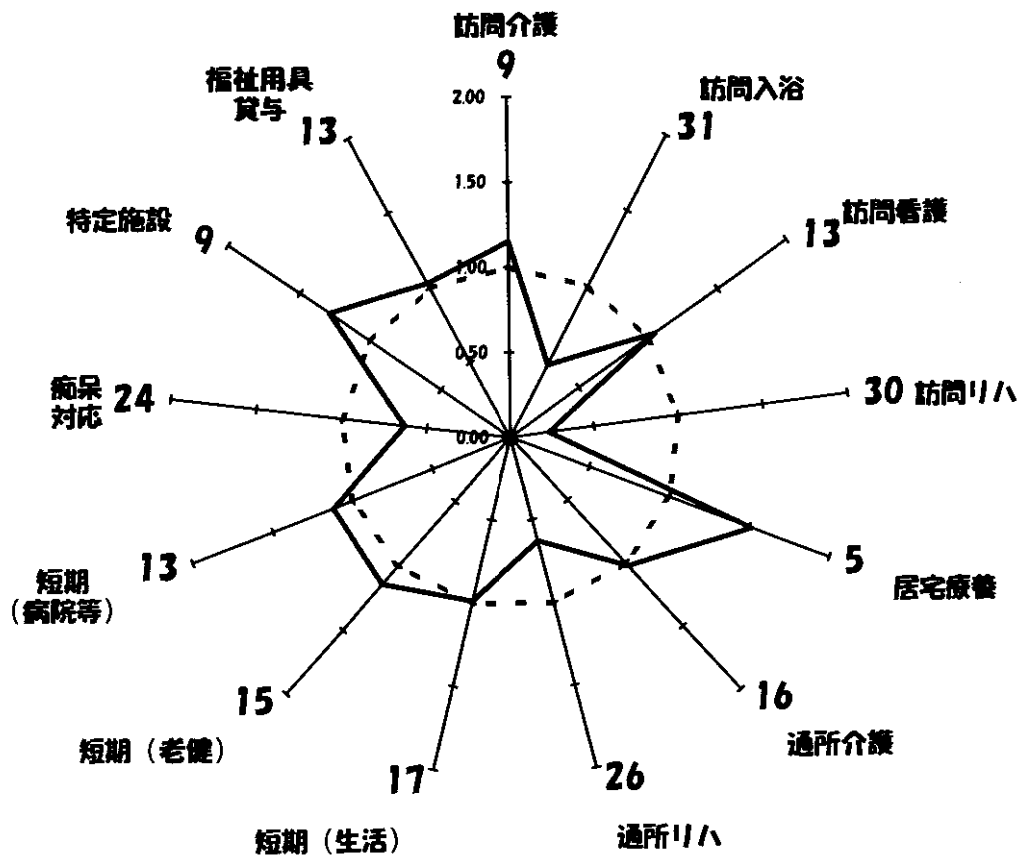 訪問介護
9
2.00
1.50
1.00
0.50
0.00
訪問入浴
31
訪問看護
13
30 訪問リハ
5
居宅療養
16
通所介護
26
通所リハ
17
短期（生活）
15
短期（老健）
13
短期
（病院等）
痴呆
対応 24
特定施設 9
福祉用具
貸与 13